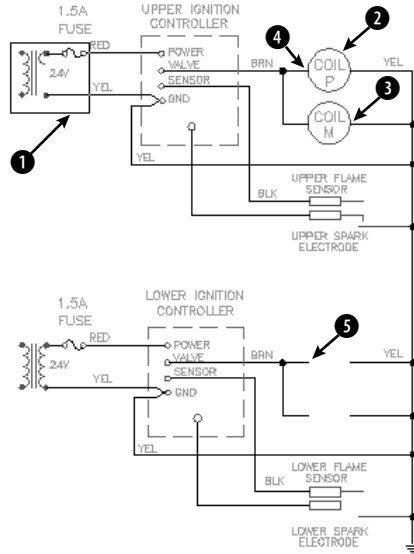 1.5A
FUSE
UPPER IGNITION
CONTROLLER
2
4
RED
POWER
VALVE
BRN
COIL
P
YEL
24V
SENSOR
YEL
GND
3
COIL
M
1
YEL
UPPER FLAME
SENSOR
BLK
UPPER SPARK
ELECTRODE
1.5A
FUSE
LOWER IGNITION
CONTROLLER
5
RED
POWER
VALVE
BRN
YEL
24V
SENSOR
YEL
GND
YEL
LOWER FLAME
SENSOR
BLK
LOWER SPARK
ELECTRODE